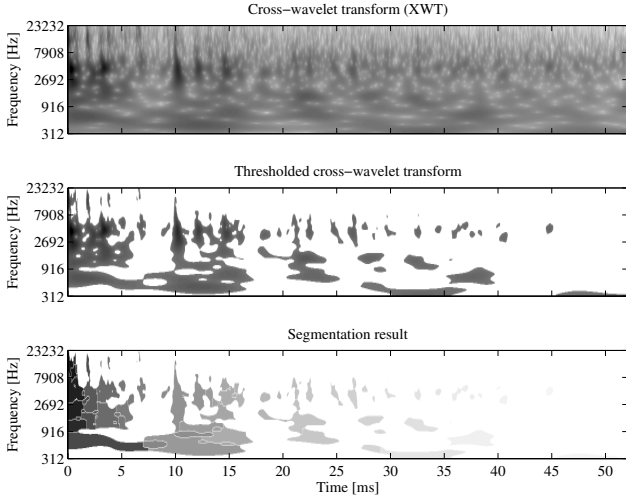 Cross−wavelet transform (XWT)
Frequency [Hz]
23232
7908
2692
916
312
Thresholded cross−wavelet transform
Frequency [Hz]
23232
7908
2692
916
312
Segmentation result
Frequency [Hz]
23232
7908
2692
916
312
0 5 10 15 20 25 30 35 40 45 50
Time [ms]